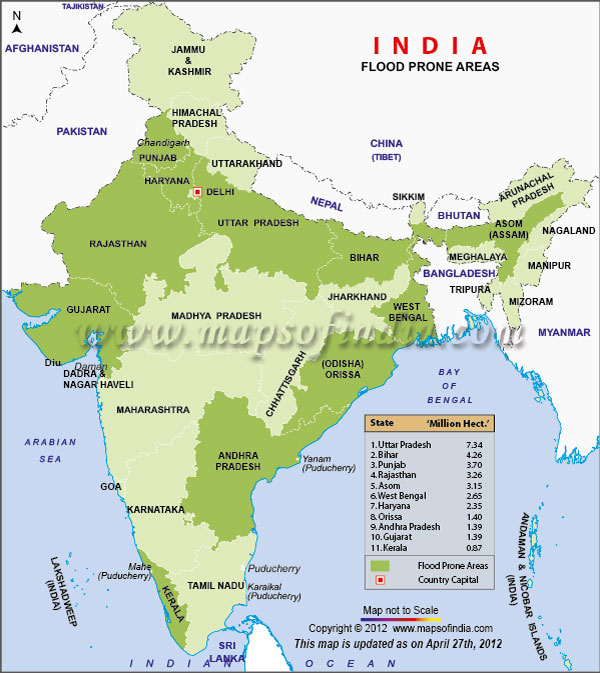 TAJIKISTAN
N
AFGHANISTAN
INDIA
FLOOD PRONE AREAS
JAMMU
&
KASHMIR
HIMACHAL
PRADESH
PAKISTAN
Chandigarh
PUNJAB
UTTARAKHAND
CHINA
(TIBET)
HARYANA
DELHI
NEPAL
SIKKIM
ARUNACHAL
PRADESH
BHUTAN
UTTAR PRADESH
ASOM
(ASSAM)
NAGALAND
RAJASTHAN
BIHAR
MEGHALAYA
MANIPUR
BANGLADESH
TRIPURA
JHARKHAND
MIZORAM
GUJARAT
MADHYA PRADESH
WEST
BENGAL
www.mapsofindia.com
MYANMAR
Diu
Daman
DADRA &
NAGAR HAVELI
CHHATTISGARH
(ODISHA)
ORISSA
BAY
OF
BENGAL
MAHARASHTRA
ARABIAN
SEA
ANDHRA
PRADESH
Yanam
(Puducherry)
GOA
KARNATAKA
State 'Million Hect.'
1.Uttar Pradesh 7.34
2.Bihar 4.26
3.Punjab 3.70
4.Rajasthan 3.26
5.Asom 3.15
6.West Bengal 2.65
7.Haryana 2.35
8.Orissa 1.40
9.Andhra Pradesh 1.39
10.Gujarat 1.39
11.Kerala 0.87
Flood Prone Areas
Country Capital
LAKSHADWEEP
(INDIA)
Mahe
(Puducherry)
KERALA
TAMIL NADU
Puducherry
Karaikal
(Puducherry)
ANDAMAN & NICOBAR ISLANDS
(INDIA)
SRI
LANKA
INDIAN OCEAN
Map not to Scale
Copyright © 2012 www.mapsofindia.com
This map is updated as on April 27th, 2012